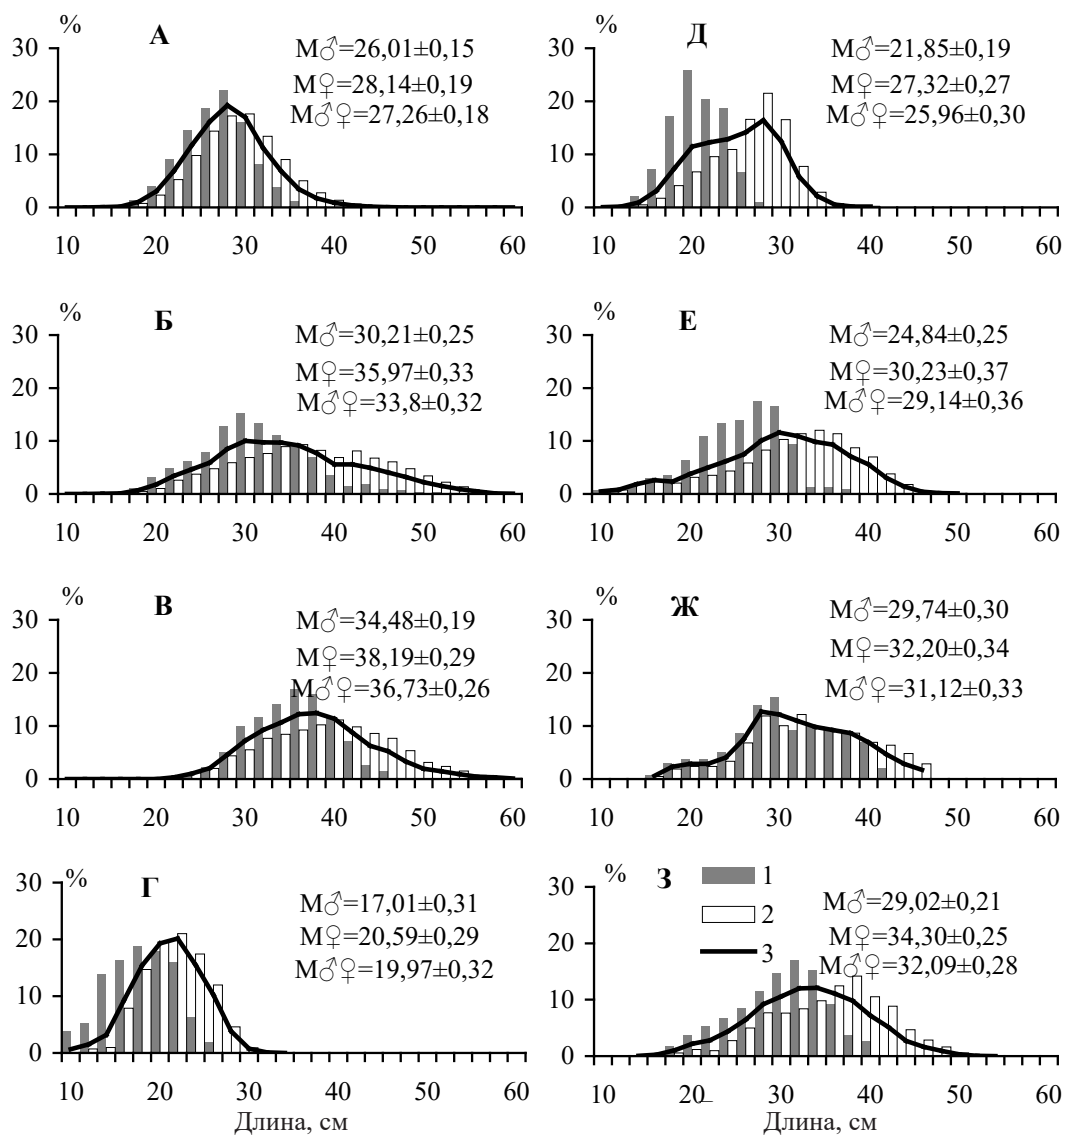 %
А
M♂=26,01±0,15
M♀=28,14±0,19
M♂♀=27,26±0,18
30
20
10
0
10 20 30 40 50 60
%
Д
M♂=21,85±0,19
M♀=27,32±0,27
M♂♀=25,96±0,30
30
20
10
0
10 20 30 40 50 60
%
Б
M♂=30,21±0,25
M♀=35,97±0,33
M♂♀=33,8±0,32
30
20
10
0
10 20 30 40 50 60
%
Е
M♂=24,84±0,25
M♀=30,23±0,37
M♂♀=29,14±0,36
30
20
10
0
10 20 30 40 50 60
%
В
M♂=34,48±0,19
M♀=38,19±0,29
M♂♀=36,73±0,26
30
20
10
0
10 20 30 40 50 60
%
Ж
M♂=29,74±0,30
M♀=32,20±0,34
M♂♀=31,12±0,33
30
20
10
0
10 20 30 40 50 60
%
Г
M♂=17,01±0,31
M♀=20,59±0,29
M♂♀=19,97±0,32
30
20
10
0
10 20 30 40 50 60
Длина, см
%
З
1
2
3
M♂=29,02±0,21
M♀=34,30±0,25
M♂♀=32,09±0,28
30
20
10
0
10 20 30 40 50 60
Длина, см